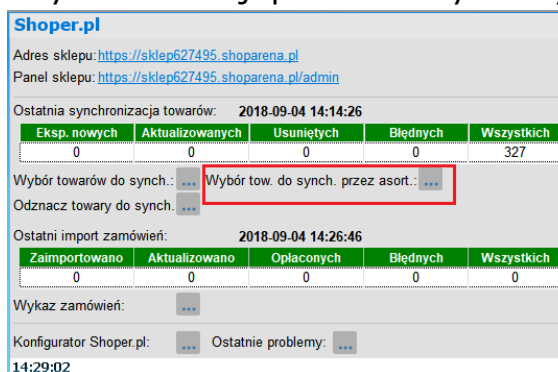 Shoper.pl
Adres sklepu: https://sklep627495.shoparena.pl
Panel sklepu: https://sklep627495.shoparena.pl/admin
Ostatnia synchronizacja towarów: 2018-09-04 14:14:26
Eksp. nowych Aktualizowanych Usuniętych Błędnych Wszystkich
0 0 0 0 327
Wybór towarów do synch.: ... Wybór tow. do synch. przez asort.: ...
Odznacz towary do synch. ...
Ostatni import zamówień: 2018-09-04 14:26:46
Zaimportowano Aktualizowano Opłaconych Błędnych Wszystkich
0 0 0 0 0
Wykaz zamówień: ...
Konfigurator Shoper.pl: ... Ostatnie problemy: ...
14:29:02